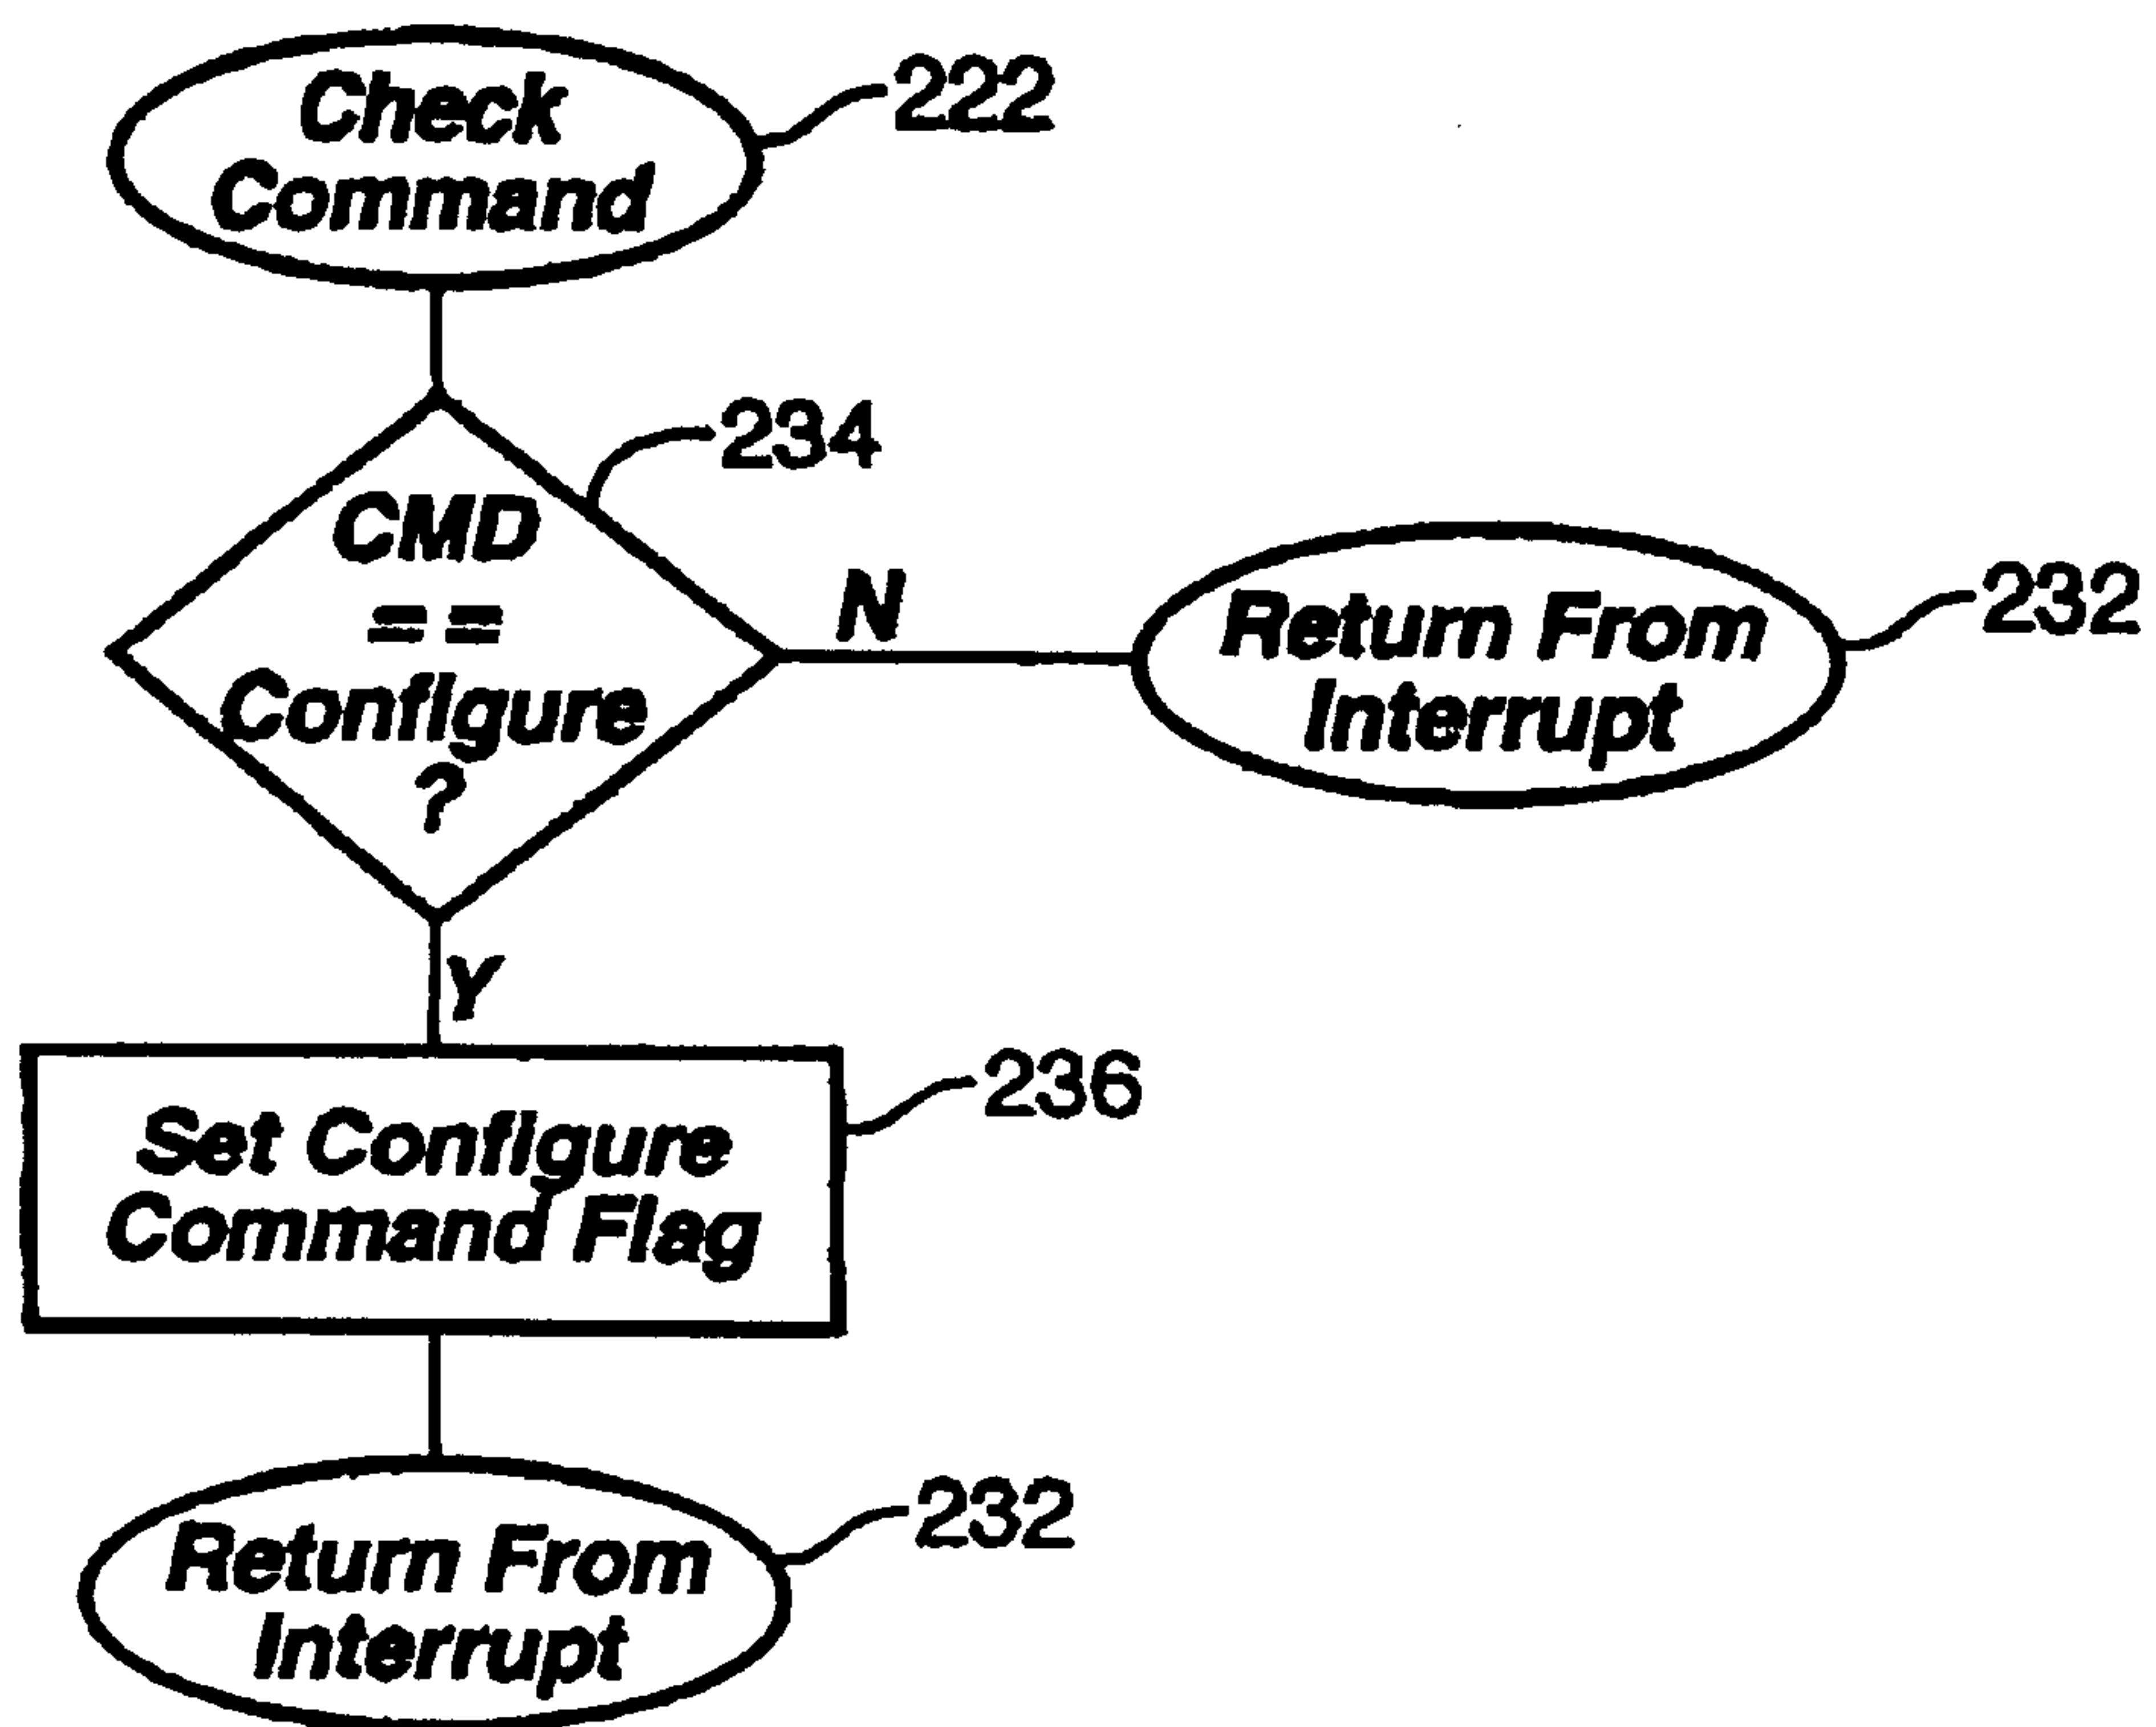 Check
Command
222
234
CMD
==
Configure
?
N
Return From
Interrupt
232
Y
236
Set Configure
Command Flag
232
Return From
Interrupt